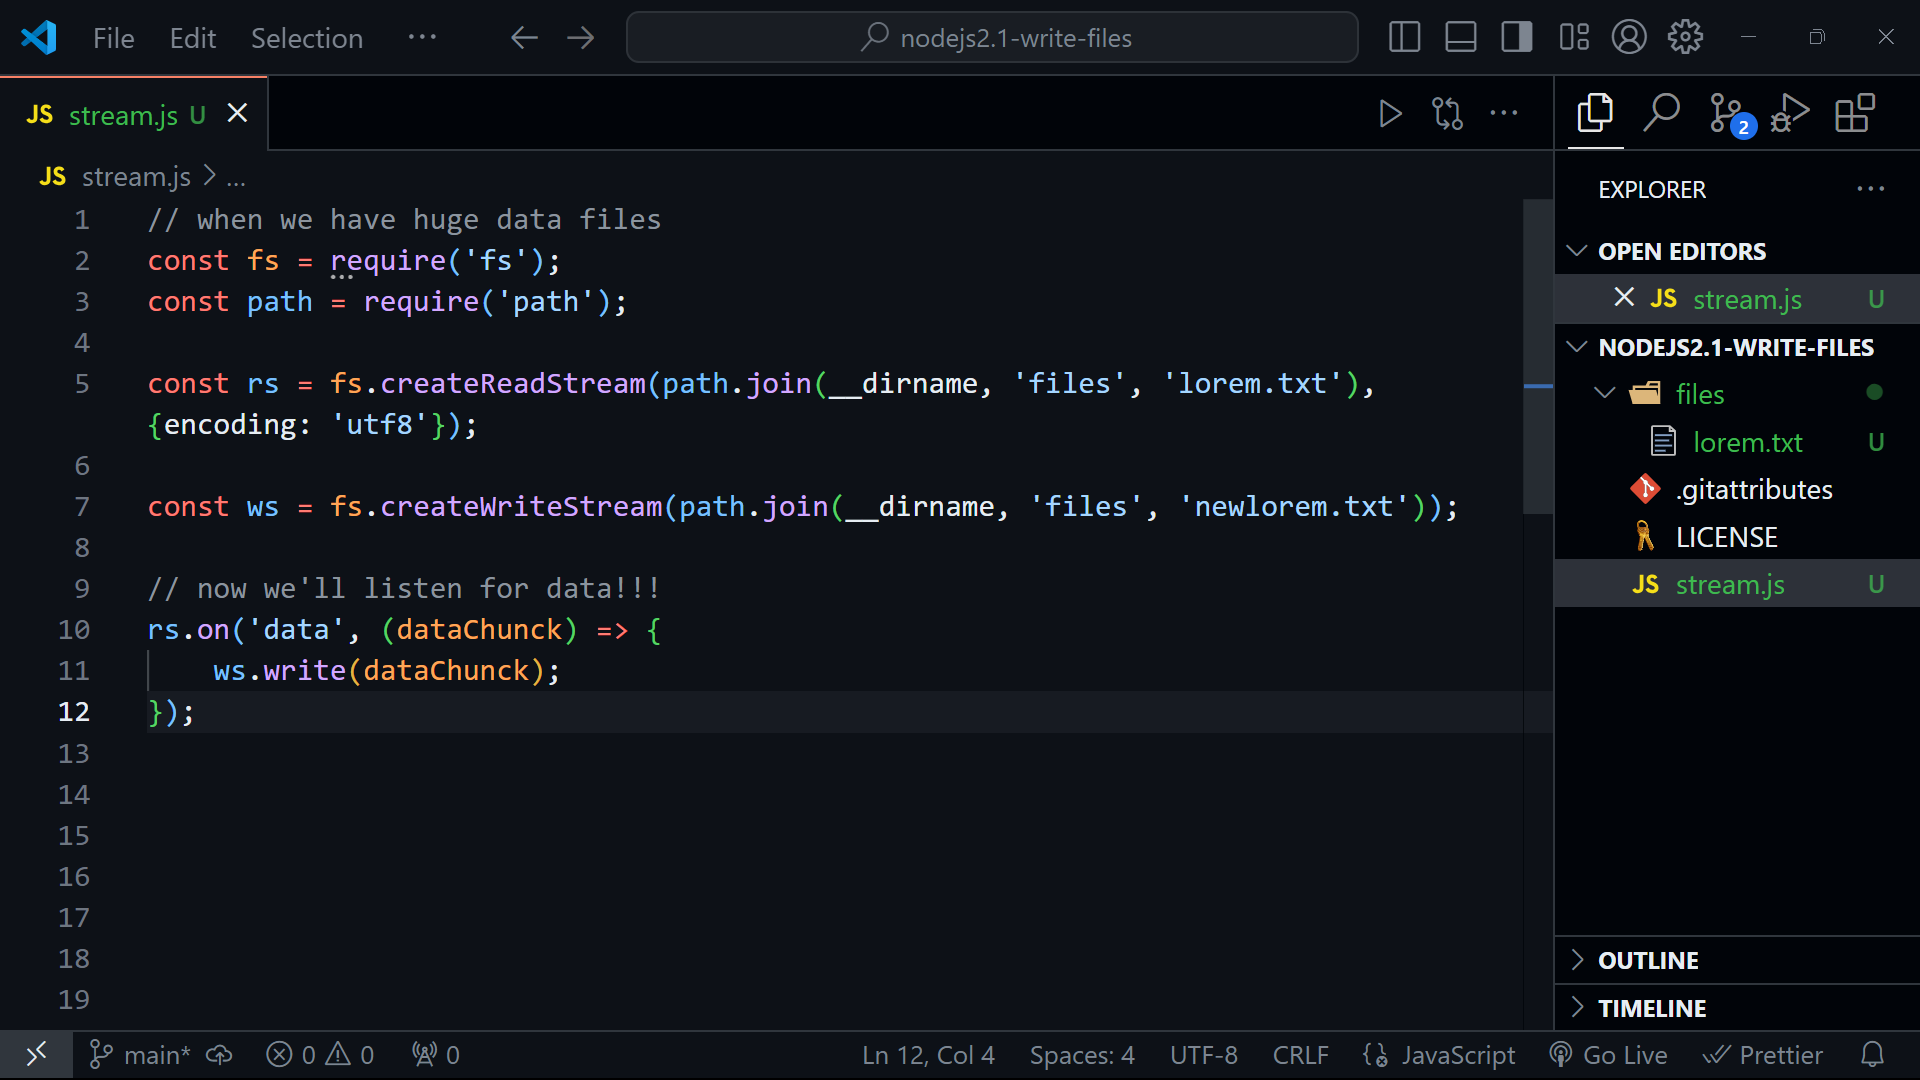 File Edit Selection ··· nodejs2.1-write-files
JS stream.js U
JS stream.js > ...
1 // when we have huge data files
2 const fs = require('fs');
3 const path = require('path');
4
5 const rs = fs.createReadStream(path.join(__dirname, 'files', 'lorem.txt'),
{encoding: 'utf8'});
6
7 const ws = fs.createWriteStream(path.join(__dirname, 'files', 'newlorem.txt'));
8
9 // now we'll listen for data!!!
10 rs.on('data', (dataChunck) => {
11 ws.write(dataChunck);
12 });
13
14
15
16
17
18
19
2
EXPLORER ···
OPEN EDITORS
JS stream.js U
NODEJS2.1-WRITE-FILES
files
lorem.txt U
.gitattributes
LICENSE
JS stream.js U
OUTLINE
TIMELINE
main* 0 0 0 Ln 12, Col 4 Spaces: 4 UTF-8 CRLF JavaScript Go Live Prettier